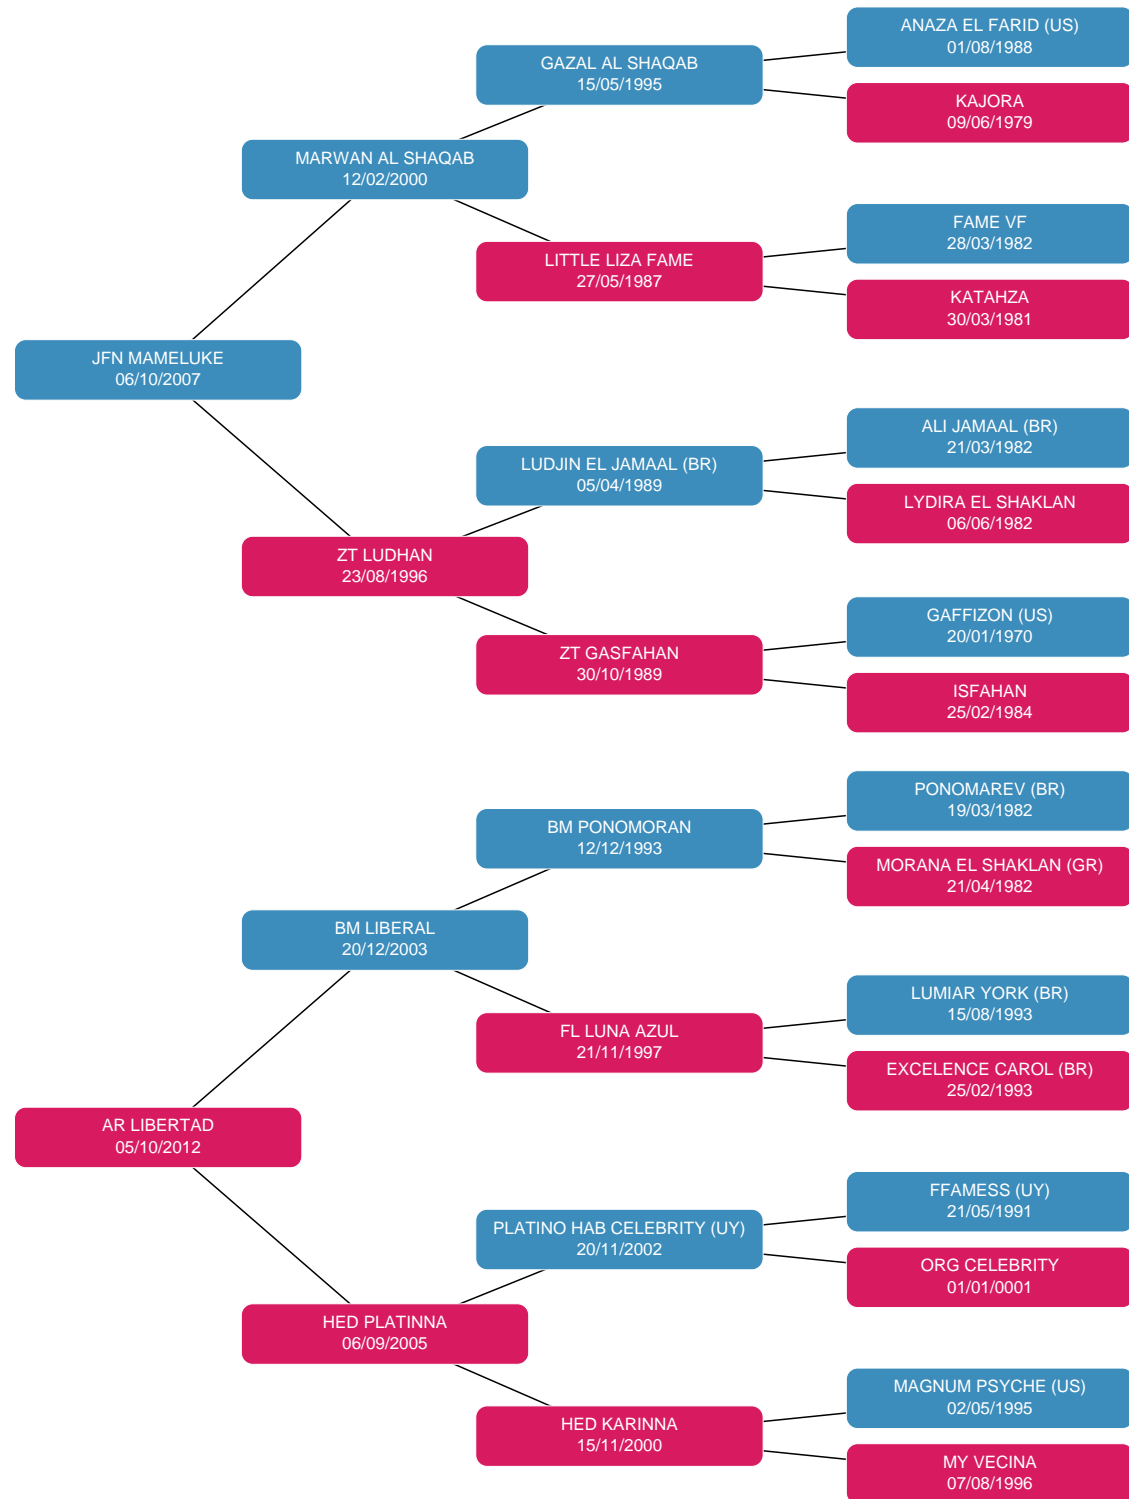 ANAZA EL FARID (US)
01/08/1988
GAZAL AL SHAQAB
15/05/1995
KAJORA
09/06/1979
MARWAN AL SHAQAB
12/02/2000
FAME VF
28/03/1982
LITTLE LIZA FAME
27/05/1987
KATAHZA
30/03/1981
JFN MAMELUKE
06/10/2007
ALI JAMAAL (BR)
21/03/1982
LUDJIN EL JAMAAL (BR)
05/04/1989
LYDIRA EL SHAKLAN
06/06/1982
ZT LUDHAN
23/08/1996
GAFFIZON (US)
20/01/1970
ZT GASFAHAN
30/10/1989
ISFAHAN
25/02/1984
PONOMAREV (BR)
19/03/1982
BM PONOMORAN
12/12/1993
MORANA EL SHAKLAN (GR)
21/04/1982
BM LIBERAL
20/12/2003
LUMIAR YORK (BR)
15/08/1993
FL LUNA AZUL
21/11/1997
EXCELENCE CAROL (BR)
25/02/1993
AR LIBERTAD
05/10/2012
FFAMESS (UY)
21/05/1991
PLATINO HAB CELEBRITY (UY)
20/11/2002
ORG CELEBRITY
01/01/0001
HED PLATINNA
06/09/2005
MAGNUM PSYCHE (US)
02/05/1995
HED KARINNA
15/11/2000
MY VECINA
07/08/1996